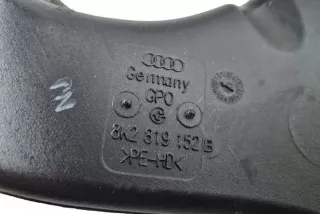 Germany
GPO
8K2 819 152 B
>PE-HD<